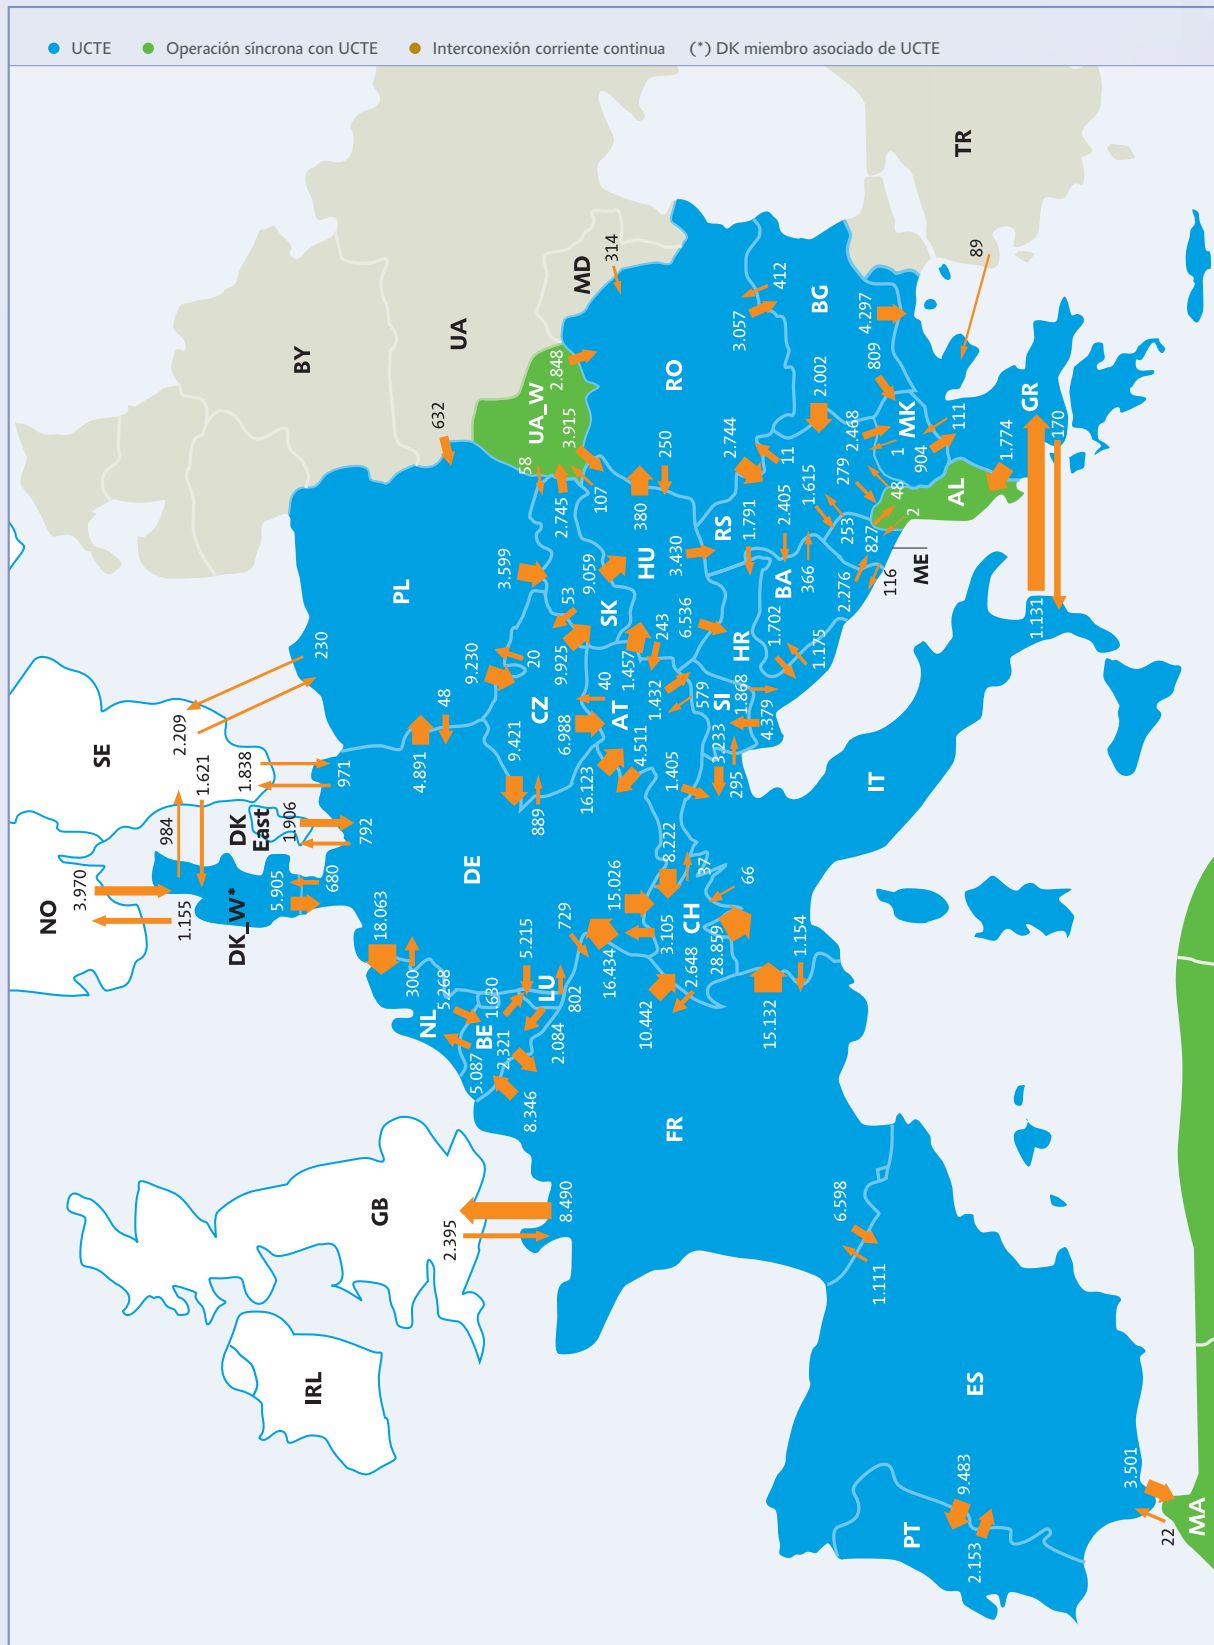 UCTE
Operación síncrona con UCTE
Interconexión corriente continua
(*) DK miembro asociado de UCTE
TR
BY
UA
MD
314
89
632
UA_W
2.848
3.915
58
2.745
107
RO
3.057
412
BG
4.297
809
2.002
2.744
250
380
11
2.468
MK
1
904
111
GR
170
1.774
1.131
AL
279
48
2
827
253
1.615
2.405
1.791
RS
HU
3.430
9.059
3.599
PL
53
SK
9.925
6.536
243
1.457
BA
366
2.276
116
ME
1.702
1.175
HR
SI
1.868
4.379
579
1.432
40
AT
6.988
CZ
20
9.230
48
4.891
9.421
889
16.123
4.511
1.405
3.233
295
IT
230
2.209
SE
1.838
971
1.621
984
DK
East
1.906
792
NO
3.970
1.155
DK_W*
5.905
680
DE
18.063
300
5.268
NL
1.630
5.215
LU
802
729
16.434
15.026
3.105
8.222
37
66
CH
28.859
2.648
10.442
15.132
1.154
BE
5.087
2.321
2.084
8.346
FR
GB
2.395
8.490
IRL
6.598
1.111
ES
PT
9.483
2.153
3.501
22
MA